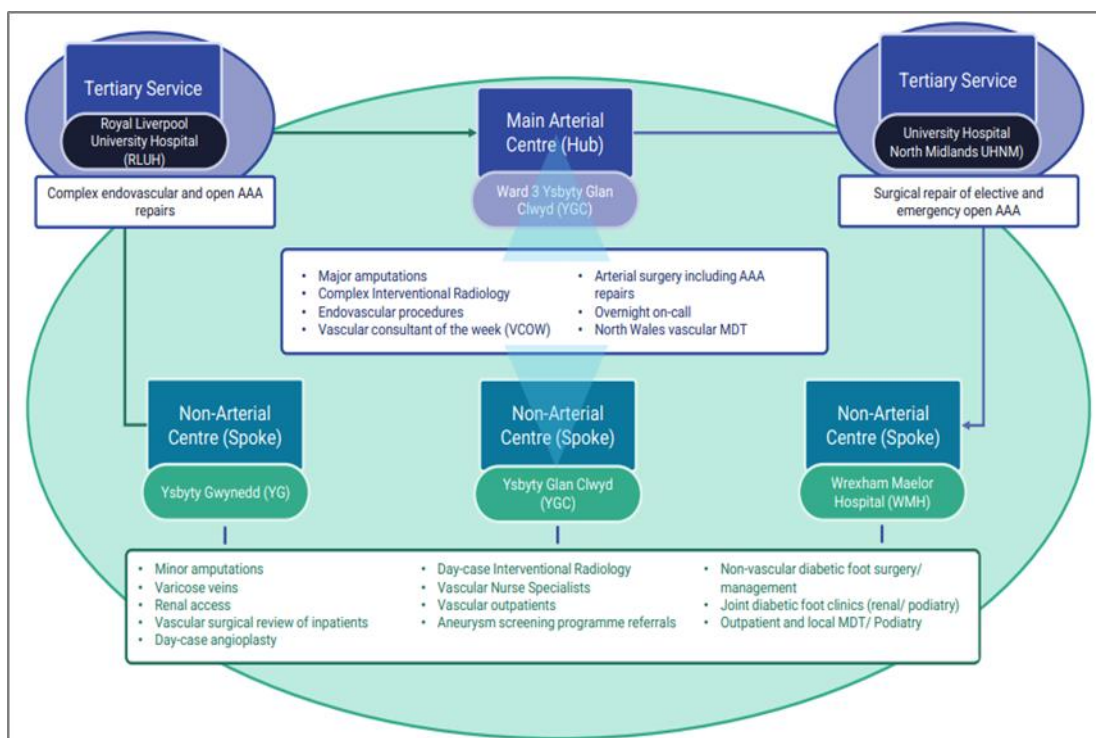 Tertiary Service
Royal Liverpool
University Hospital
(RLUH)
Complex endovascular and open AAA
repairs
Main Arterial
Centre (Hub)
Ward 3 Ysbyty Glan
Clwyd (YGC)
Tertiary Service
University Hospital
North Midlands UHNM)
Surgical repair of elective and
emergency open AAA
• Major amputations
• Complex Interventional Radiology
• Endovascular procedures
• Vascular consultant of the week (VCOW)
• Arterial surgery including AAA
repairs
• Overnight on-call
• North Wales vascular MDT
Non-Arterial
Centre (Spoke)
Ysbyty Gwynedd (YG)
Non-Arterial
Centre (Spoke)
Ysbyty Glan Clwyd
(YGC)
Non-Arterial
Centre (Spoke)
Wrexham Maelor
Hospital (WMH)
• Minor amputations
• Varicose veins
• Renal access
• Vascular surgical review of inpatients
• Day-case angioplasty
• Day-case Interventional Radiology
• Vascular Nurse Specialists
• Vascular outpatients
• Aneurysm screening programme referrals
• Non-vascular diabetic foot surgery/
management
• Joint diabetic foot clinics (renal/ podiatry)
• Outpatient and local MDT/ Podiatry